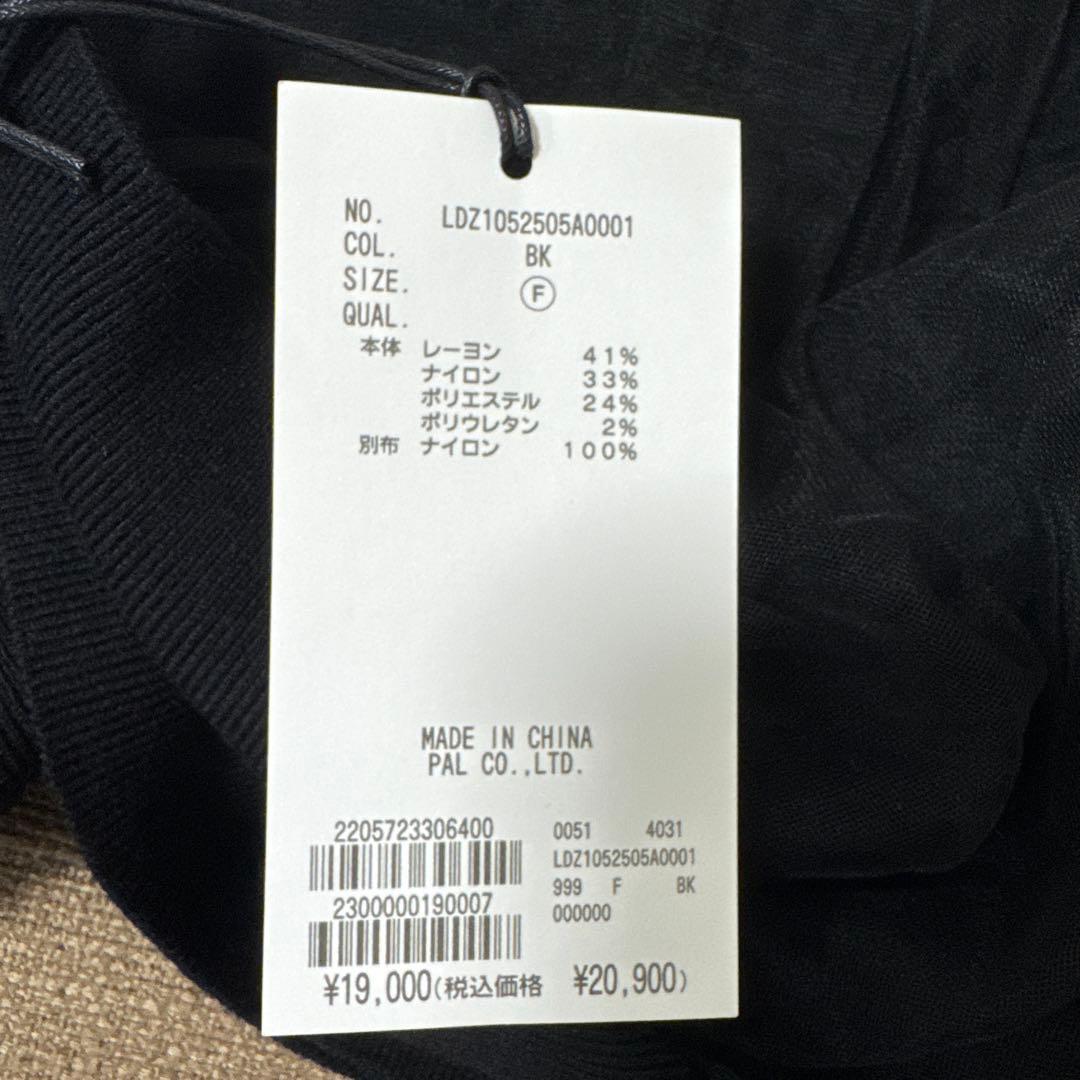 NO. LDZ1052505A0001
COL. BK
SIZE. Ⓕ
QUAL.
本体 レーヨン 41%
ナイロン 33%
ポリエステル 24%
ポリウレタン 2%
別布 ナイロン 100%
MADE IN CHINA
PAL CO.,LTD.
2205723306400
2300000190007
0051 4031
LDZ1052505A0001
999 F BK
000000
¥19,000(税込価格 ¥20,900)